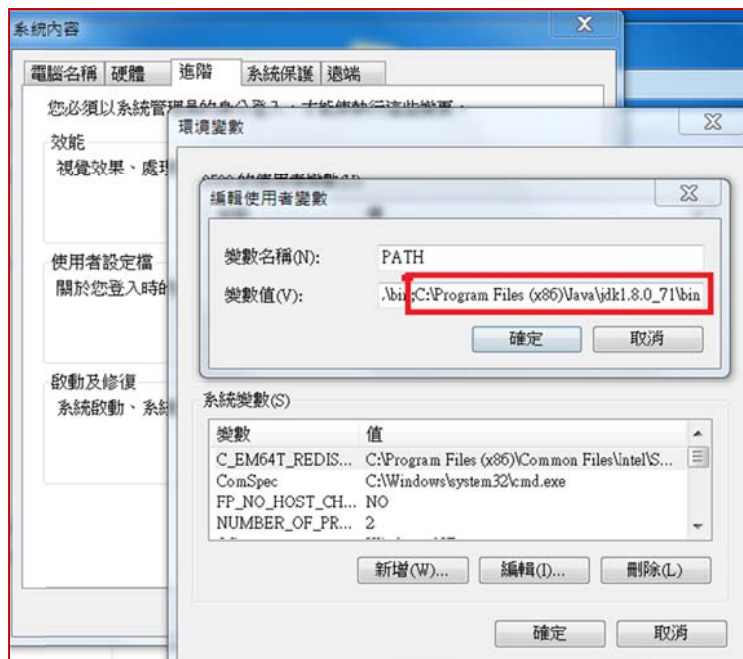 系統內容
電腦名稱 硬體 進階 系統保護 遠端
您必須以系統管理員的身分登入，才能執行這些變更。
效能
視覺效果、處理
使用者設定檔
關於您登入時的
啟動及修復
系統啟動、系統
環境變數
編輯使用者變數
變數名稱(N): PATH
變數值(V): .\bin;C:\Program Files (x86)\Java\jdk1.8.0_71\bin
確定 取消
系統變數(S)
變數 值
C_EM64T_REDIS... C:\Program Files (x86)\Common Files\Intel\S...
ComSpec C:\Windows\system32\cmd.exe
FP_NO_HOST_CH... NO
NUMBER_OF_PR... 2
新增(W)... 編輯(I)... 刪除(L)
確定 取消